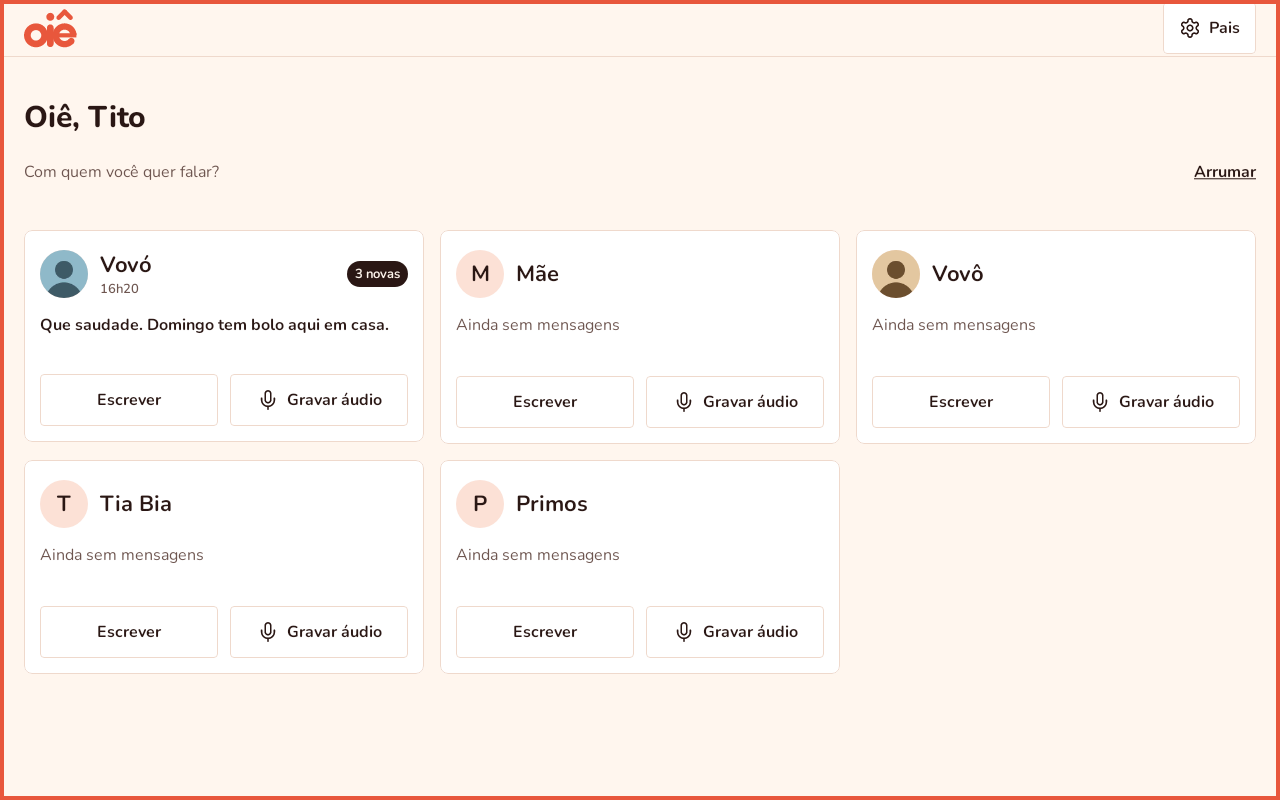 oiê
Pais
Oiê, Tito
Com quem você quer falar?
Arrumar
Vovó
16h20
3 novas
Que saudade. Domingo tem bolo aqui em casa.
Escrever
Gravar áudio
M
Mãe
Ainda sem mensagens
Escrever
Gravar áudio
Vovô
Ainda sem mensagens
Escrever
Gravar áudio
T
Tia Bia
Ainda sem mensagens
Escrever
Gravar áudio
P
Primos
Ainda sem mensagens
Escrever
Gravar áudio